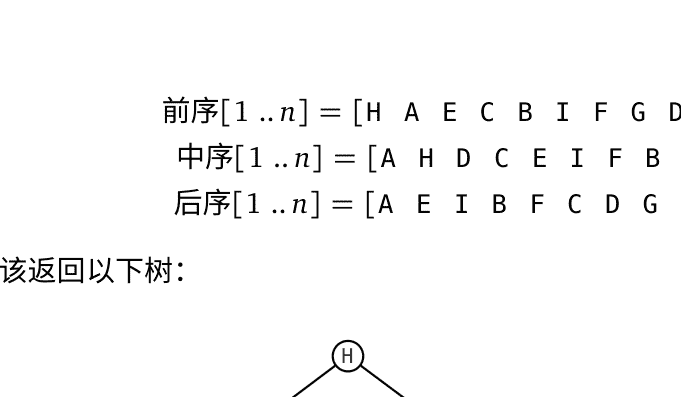 前序[1 .. n] = [H A E C B I F G D
中序[1 .. n] = [A H D C E I F B
后序[1 .. n] = [A E I B F C D G
该返回以下树：
H